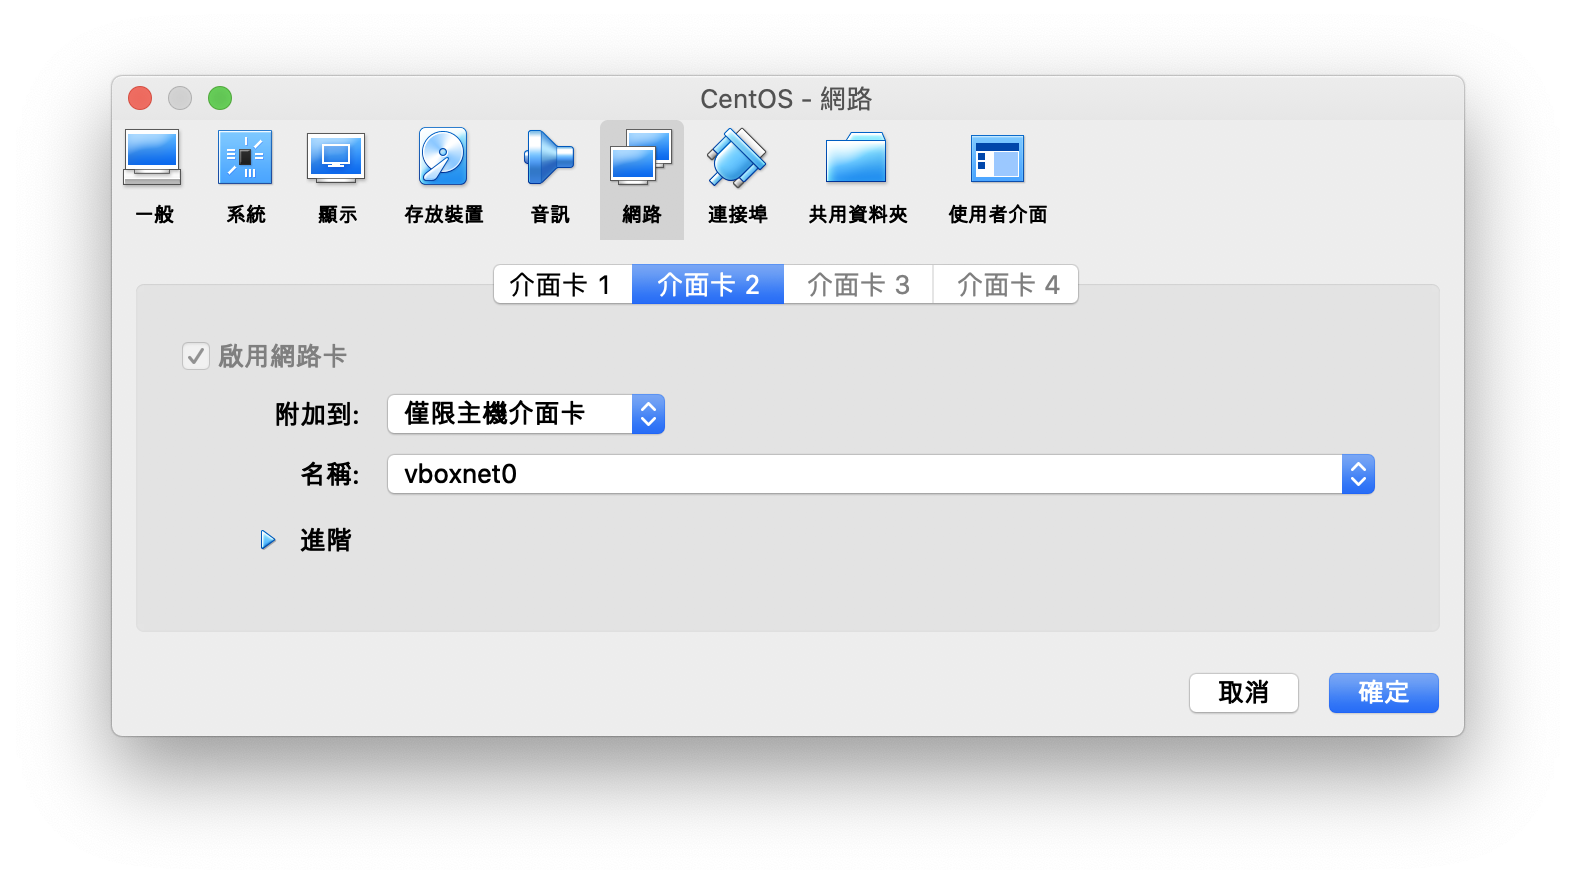 CentOS - 網路
一般 系統 顯示 存放裝置 音訊 網路 連接埠 共用資料夾 使用者介面
介面卡 1 介面卡 2 介面卡 3 介面卡 4
啟用網路卡
附加到: 僅限主機介面卡
名稱: vboxnet0
進階
取消 確定